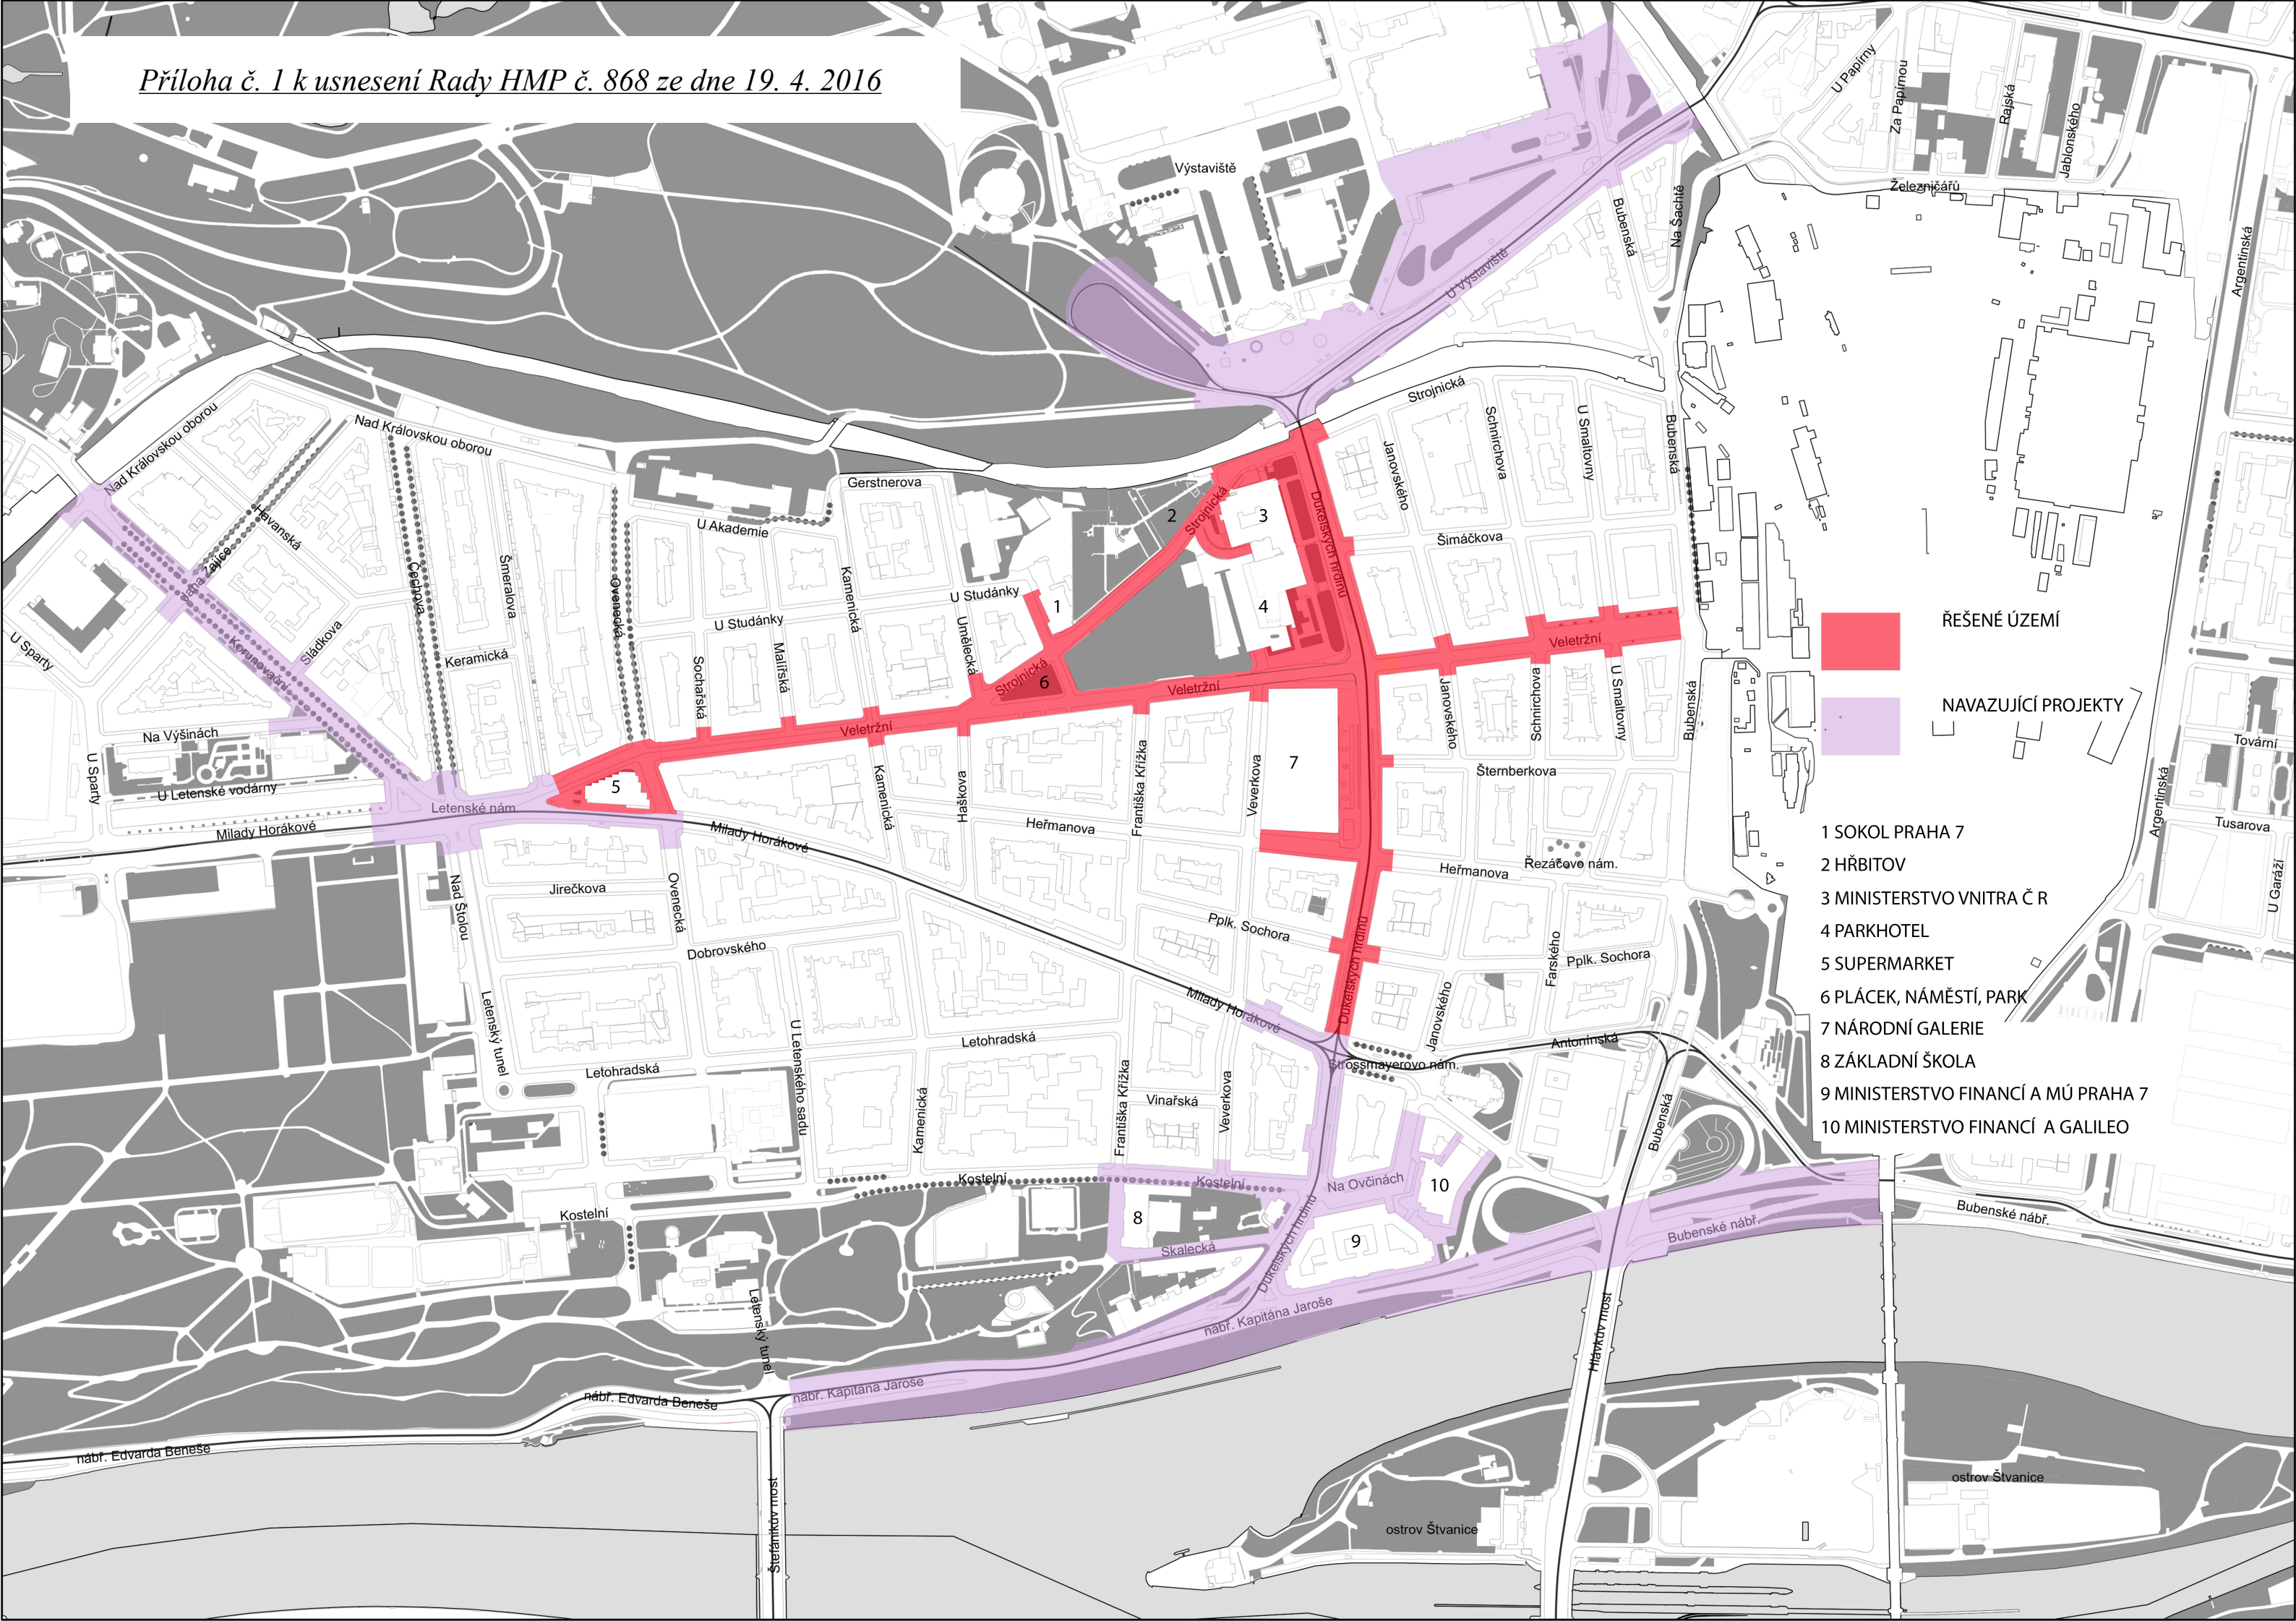 Příloha č. 1 k usnesení Rady HMP č. 868 ze dne 19. 4. 2016
U Papírny
Za Papírnou
Rajská
Jablonského
Výstaviště
Železničářů
Na Šachtě
Bubenská
Argentinská
U Výstaviště
Strojnická
Nad Královskou oborou
Nad Královskou oborou
Havanská
Jana Zajíce
Čechova
Šmeralova
Ovenecká
Gerstnerova
U Akademie
Kamenická
U Studánky
U Studánky
Umělecká
Malířská
Sochařská
Keramická
Sládkova
Korunovační
U Sparty
Na Výšinách
U Sparty
U Letenské vodárny
Milady Horákové
Letenské nám.
Veletržní
Strojnická
Strojnická
Veletržní
Veletržní
Dukelských hrdinů
Janovského
Schnirchova
U Smaltovny
Bubenská
Šimáčkova
Janovského
Schnirchova
U Smaltovny
Bubenská
Šternberkova
Heřmanova
Řezáčovo nám.
Pplk. Sochora
Farského
Janovského
Antonínská
Strossmayerovo nám.
Dukelských hrdinů
Milady Horákové
Pplk. Sochora
Veverkova
Františka Křížka
Heřmanova
Haškova
Kamenická
Milady Horákové
Ovenecká
Jirečkova
Nad Štolou
Dobrovského
Letenský tunel
U Letenského sadu
Letohradská
Letohradská
Kamenická
Františka Křížka
Vinařská
Veverkova
Kostelní
Kostelní
Kostelní
Na Ovčinách
Skalecká
Dukelských hrdinů
Bubenská
Bubenské nábř.
Bubenské nábř.
Letenský tunel
nábř. Kapitána Jaroše
nábř. Kapitána Jaroše
nábř. Edvarda Beneše
nábř. Edvarda Beneše
Štefánikův most
Hlávkův most
ostrov Štvanice
ostrov Štvanice
Argentinská
Tovární
Tusarova
U Garáží
1
2
3
4
5
6
7
8
9
10
ŘEŠENÉ ÚZEMÍ
NAVAZUJÍCÍ PROJEKTY
1 SOKOL PRAHA 7
2 HŘBITOV
3 MINISTERSTVO VNITRA Č R
4 PARKHOTEL
5 SUPERMARKET
6 PLÁCEK, NÁMĚSTÍ, PARK
7 NÁRODNÍ GALERIE
8 ZÁKLADNÍ ŠKOLA
9 MINISTERSTVO FINANCÍ A MÚ PRAHA 7
10 MINISTERSTVO FINANCÍ A GALILEO